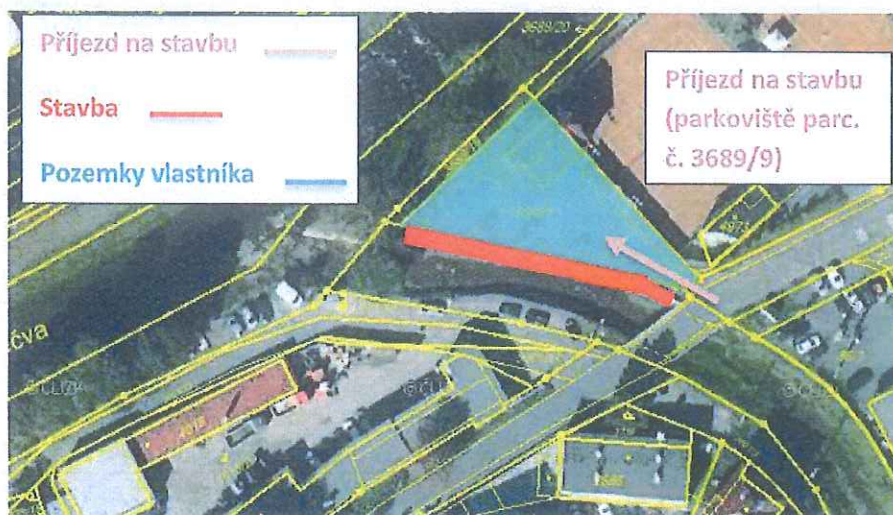 Příjezd na stavbu
Stavba
Pozemky vlastníka
3689/20
Příjezd na stavbu
(parkoviště parc.
č. 3689/9)
čva